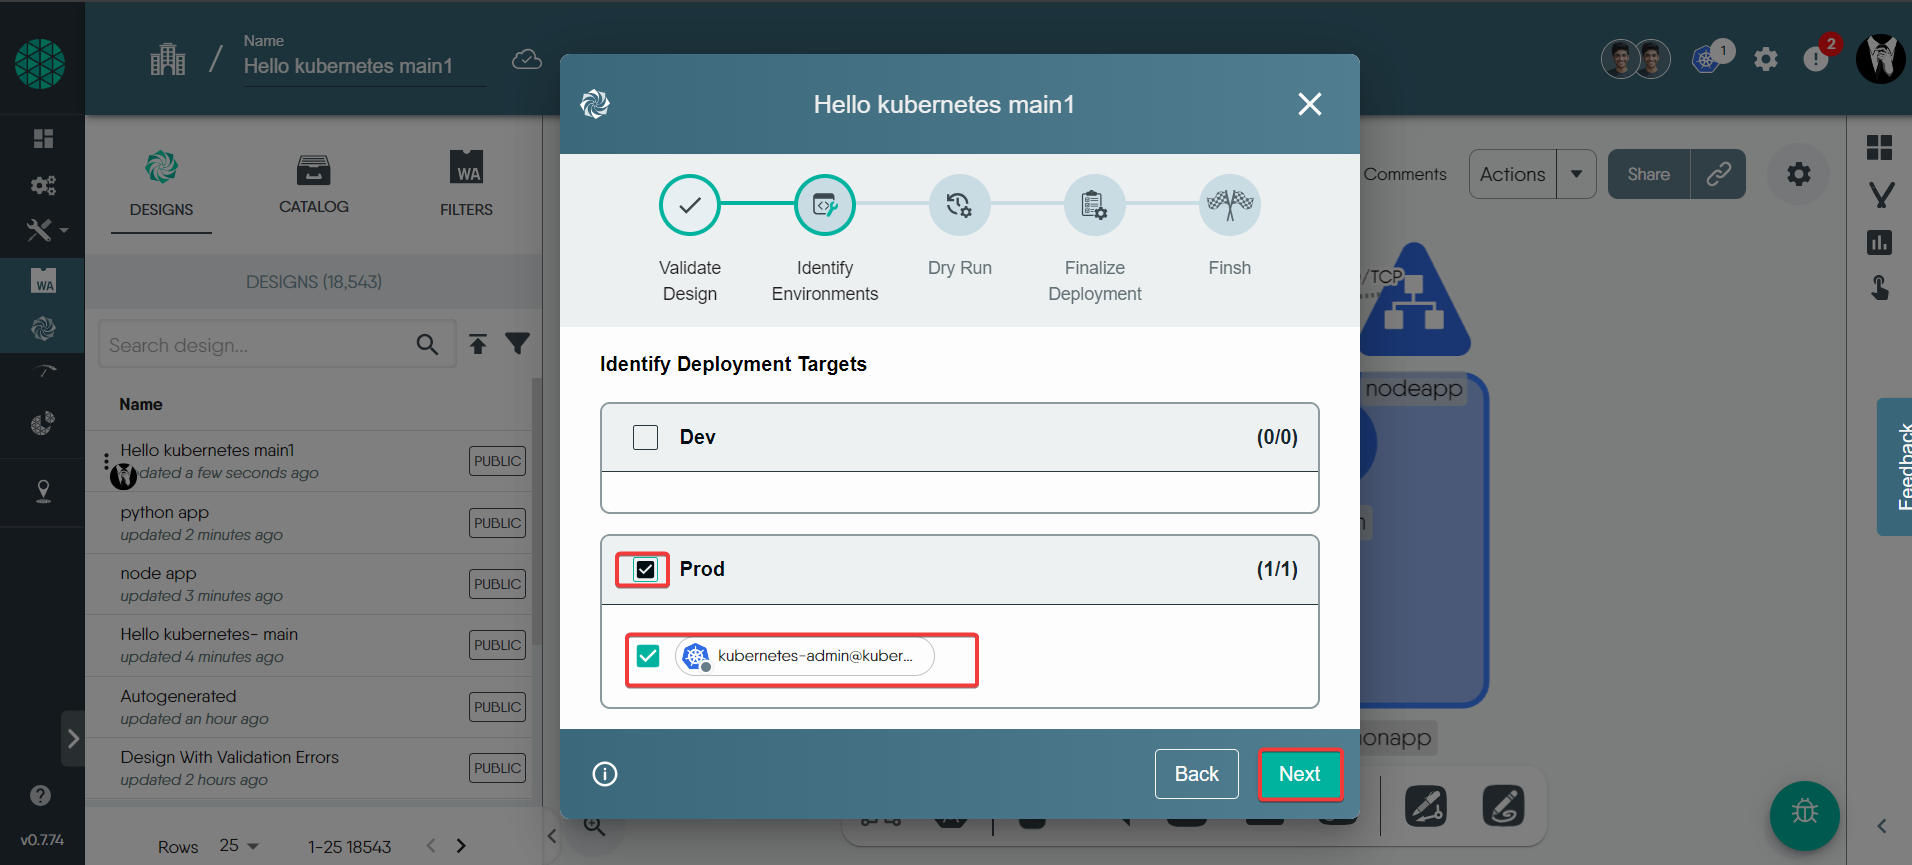 Name
Hello kubernetes main1
Hello kubernetes main1
1
2
DESIGNS
CATALOG
WA
FILTERS
Validate
Design
Identify
Environments
Dry Run
Finalize
Deployment
Finsh
Comments
Actions
Share
WA
DESIGNS (18,543)
Search design...
/TCP
Identify Deployment Targets
nodeapp
Name
Dev
(0/0)
Hello kubernetes main1
dated a few seconds ago
PUBLIC
Feedback
python app
updated 2 minutes ago
PUBLIC
node app
updated 3 minutes ago
PUBLIC
Prod
(1/1)
Hello kubernetes- main
updated 4 minutes ago
PUBLIC
kubernetes-admin@kuber...
Autogenerated
updated an hour ago
PUBLIC
onapp
Design With Validation Errors
updated 2 hours ago
PUBLIC
Back
Next
v0.7.74
Rows
25
1-25 18543